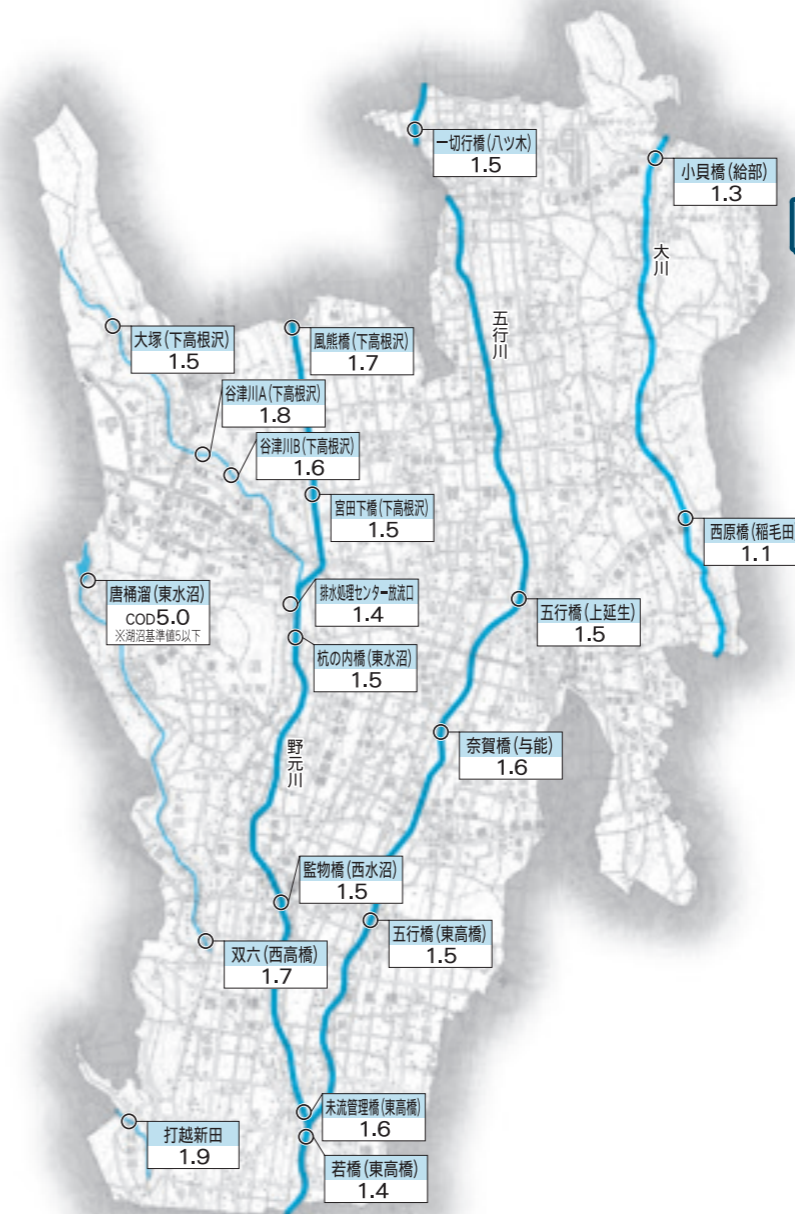 一切行橋(八ツ木)
1.5
小貝橋(給部)
1.3
大川
五行川
大塚(下高根沢)
1.5
風熊橋(下高根沢)
1.7
谷津川A(下高根沢)
1.8
谷津川B(下高根沢)
1.6
宮田下橋(下高根沢)
1.5
西原橋(稲毛田
1.1
唐桶溜(東水沼)
COD5.0
※湖沼基準値5以下
排水処理センター放流口
1.4
五行橋(上延生)
1.5
杭の内橋(東水沼)
1.5
奈賀橋(与能)
1.6
野元川
監物橋(西水沼)
1.5
五行橋(東高橋)
1.5
双六(西高橋)
1.7
未流管理橋(東高橋)
1.6
打越新田
1.9
若橋(東高橋)
1.4